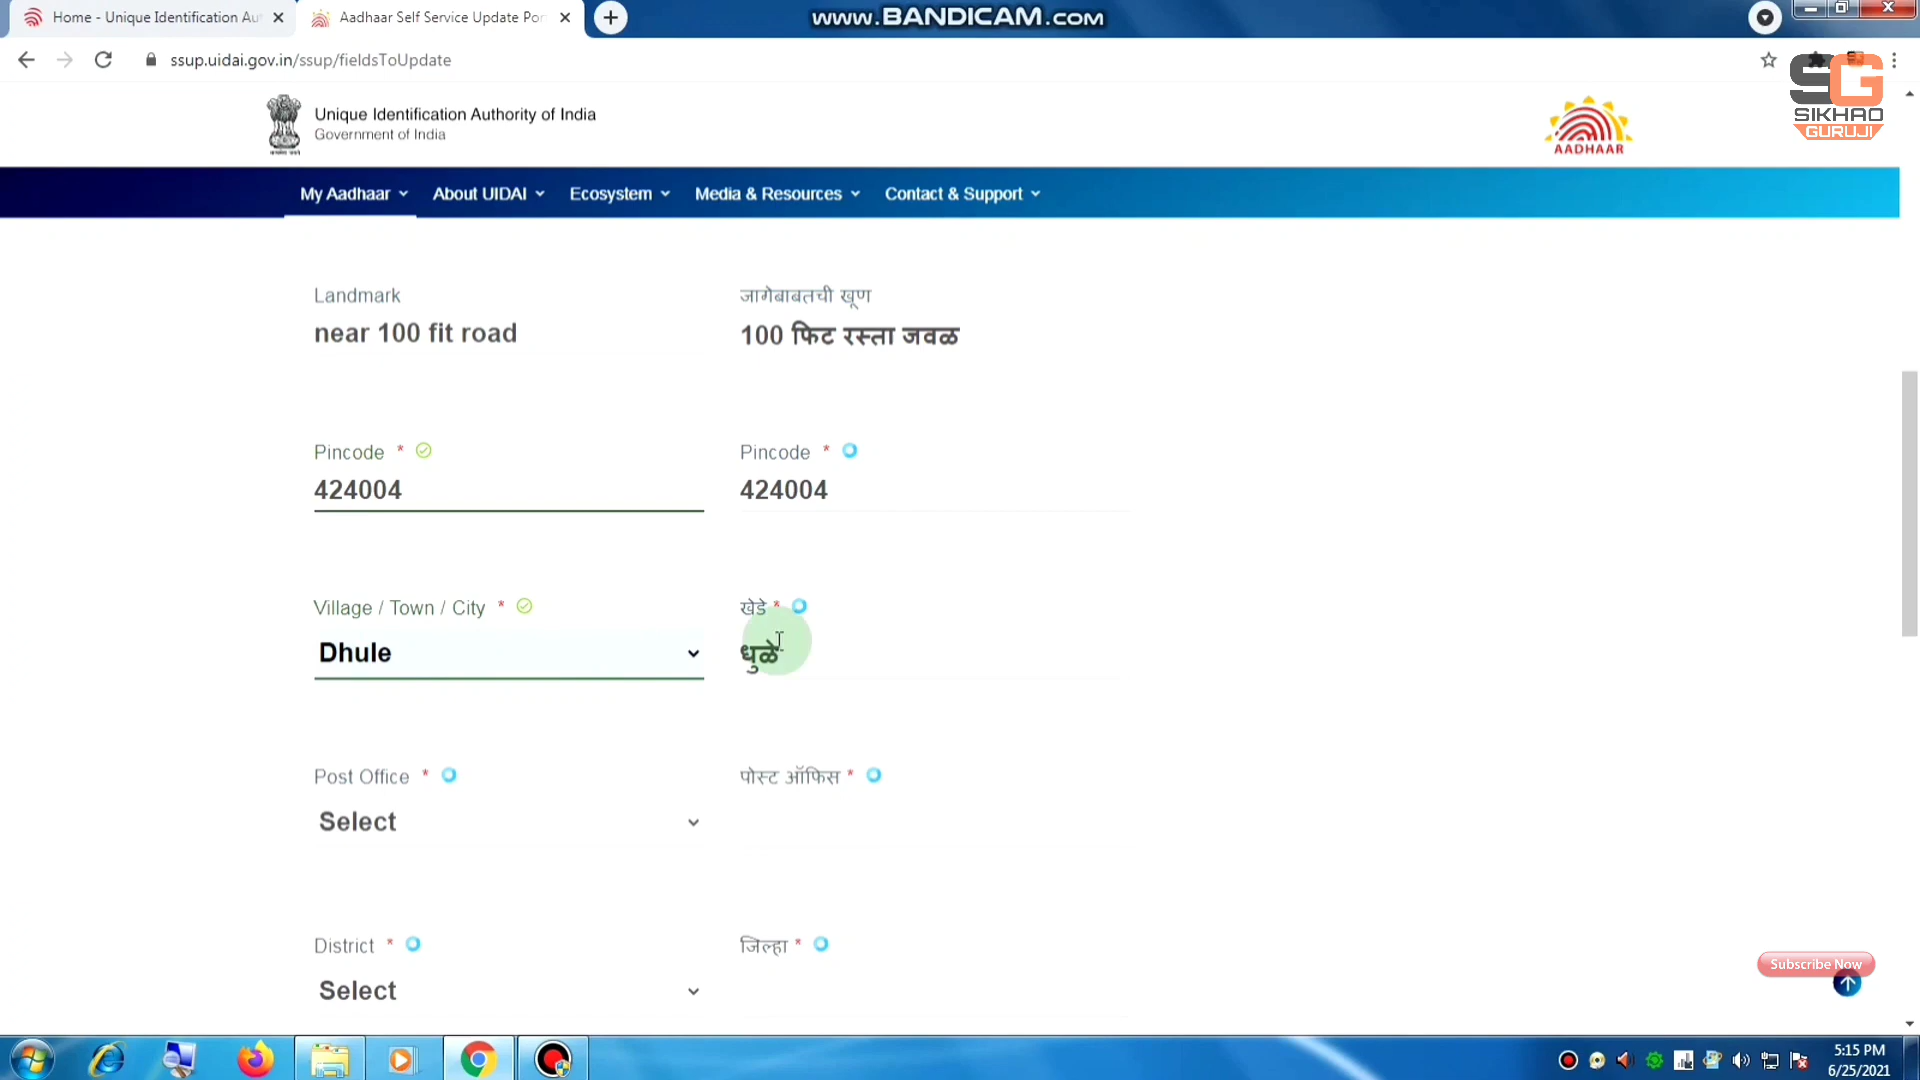 Home - Unique Identification Au
Aadhaar Self Service Update Por
www.BANDICAM.com
ssup.uidai.gov.in/ssup/fieldsToUpdate
Unique Identification Authority of India
Government of India
AADHAAR
SG
SIKHAO
GURUJI
My Aadhaar
About UIDAI
Ecosystem
Media & Resources
Contact & Support
Landmark
near 100 fit road
जागेबाबतची खूण
100 फिट रस्ता जवळ
Pincode *
424004
Pincode *
424004
Village / Town / City *
Dhule
खेडे *
धुळे
Post Office *
Select
पोस्ट ऑफिस *
District *
Select
जिल्हा *
Subscribe Now
5:15 PM
6/25/2021